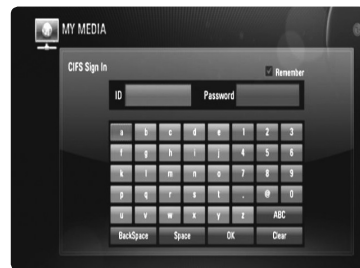 MY MEDIA
CIFS Sign In
Remember
ID Password
a b c d e 1 2 3
f g h i j 4 5 6
k l m n o 7 8 9
p q r s t . @ 0
u v w x y z ABC
BackSpace Space OK Clear